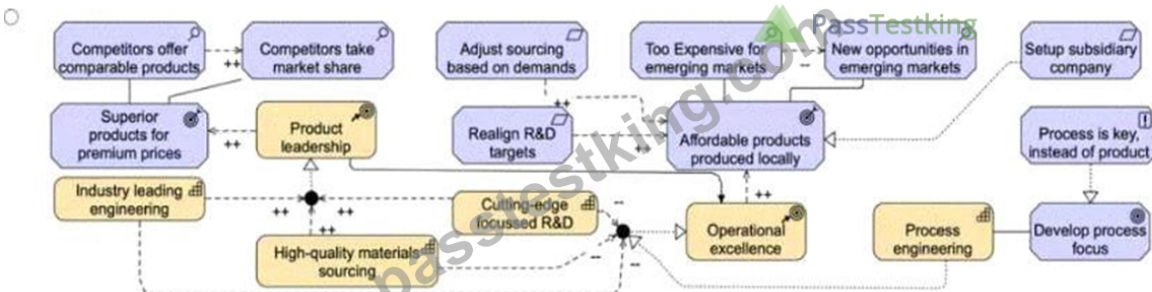 Competitors offer
comparable products
++
Competitors take
market share
Adjust sourcing
based on demands
Too Expensive for
emerging markets
--
New opportunities in
emerging markets
Setup subsidiary
company
PassTestking
Superior
products for
premium prices
++
Product
leadership
Realign R&D
targets
++
++
Affordable products
produced locally
Process is key,
instead of product
Industry leading
engineering
++
++
++
High-quality materials
sourcing
Cutting-edge
focussed R&D
--
--
--
++
Operational
excellence
Process
engineering
Develop process
focus
passtestking.com